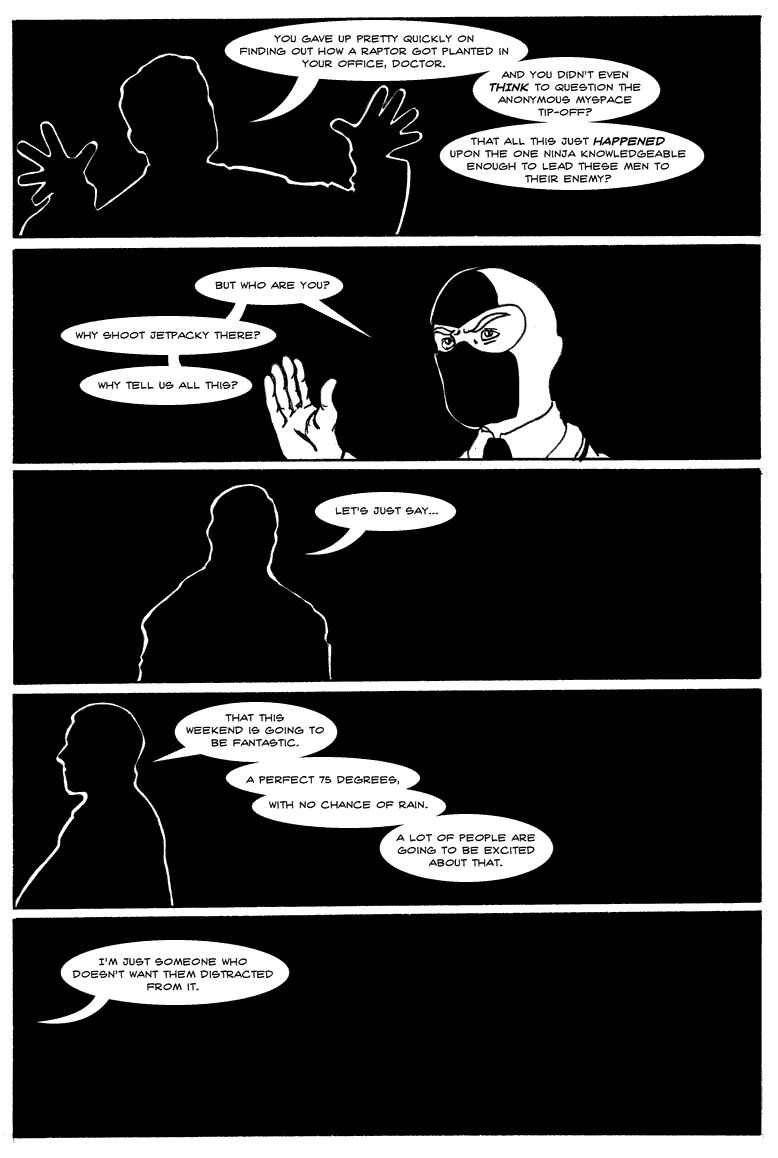 YOU GAVE UP PRETTY QUICKLY ON
FINDING OUT HOW A RAPTOR GOT PLANTED IN
YOUR OFFICE, DOCTOR.
AND YOU DIDN'T EVEN
THINK TO QUESTION THE
ANONYMOUS MYSPACE
TIP-OFF?
THAT ALL THIS JUST HAPPENED
UPON THE ONE NINJA KNOWLEDGEABLE
ENOUGH TO LEAD THESE MEN TO
THEIR ENEMY?
BUT WHO ARE YOU?
WHY SHOOT JETPACKY THERE?
WHY TELL US ALL THIS?
LET'S JUST SAY...
THAT THIS
WEEKEND IS GOING TO
BE FANTASTIC.
A PERFECT 75 DEGREES,
WITH NO CHANCE OF RAIN.
A LOT OF PEOPLE ARE
GOING TO BE EXCITED
ABOUT THAT.
I'M JUST SOMEONE WHO
DOESN'T WANT THEM DISTRACTED
FROM IT.